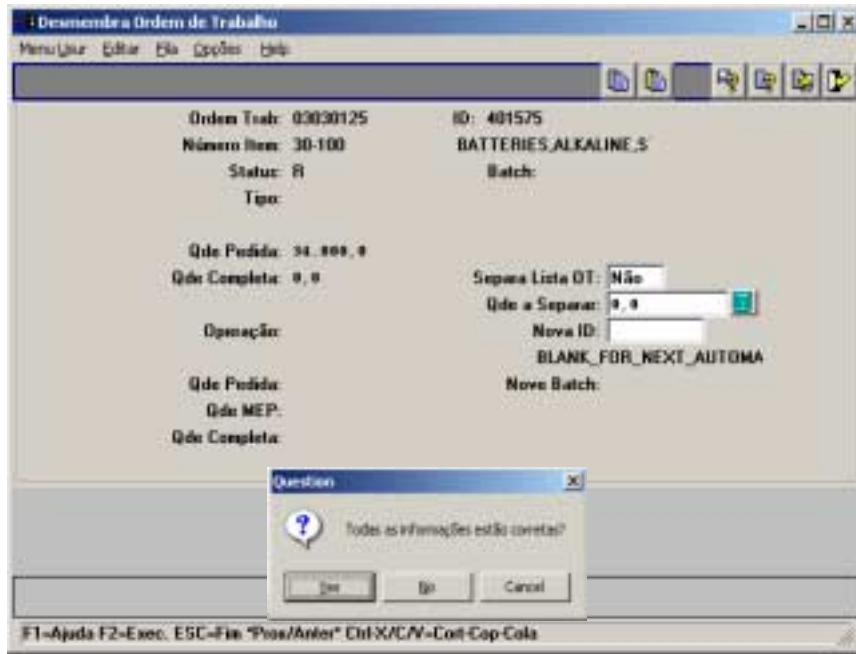 Desmembra Ordem de Trabalho
Menu Usur Editar Fila Opções Help
Ordem Trab: 03030125 ID: 401575
Número Item: 30-100 BATTERIES,ALKALINE,S
Status: R Batch:
Tipo:
Qde Pedida: 34.000,0
Qde Completa: 0,0 Separa Lista OT: Não
Qde a Separar: 0,0
Operação: Nova ID:
BLANK_FOR_NEXT_AUTOMA
Qde Pedida: Novo Batch:
Qde MEP:
Qde Completa:
Question
Todas as informações estão corretas?
Yes No Cancel
F1=Ajuda F2=Exec. ESC=Fim *Prox/Anter* Ctrl-X/C/V=Cort-Cop-Cola